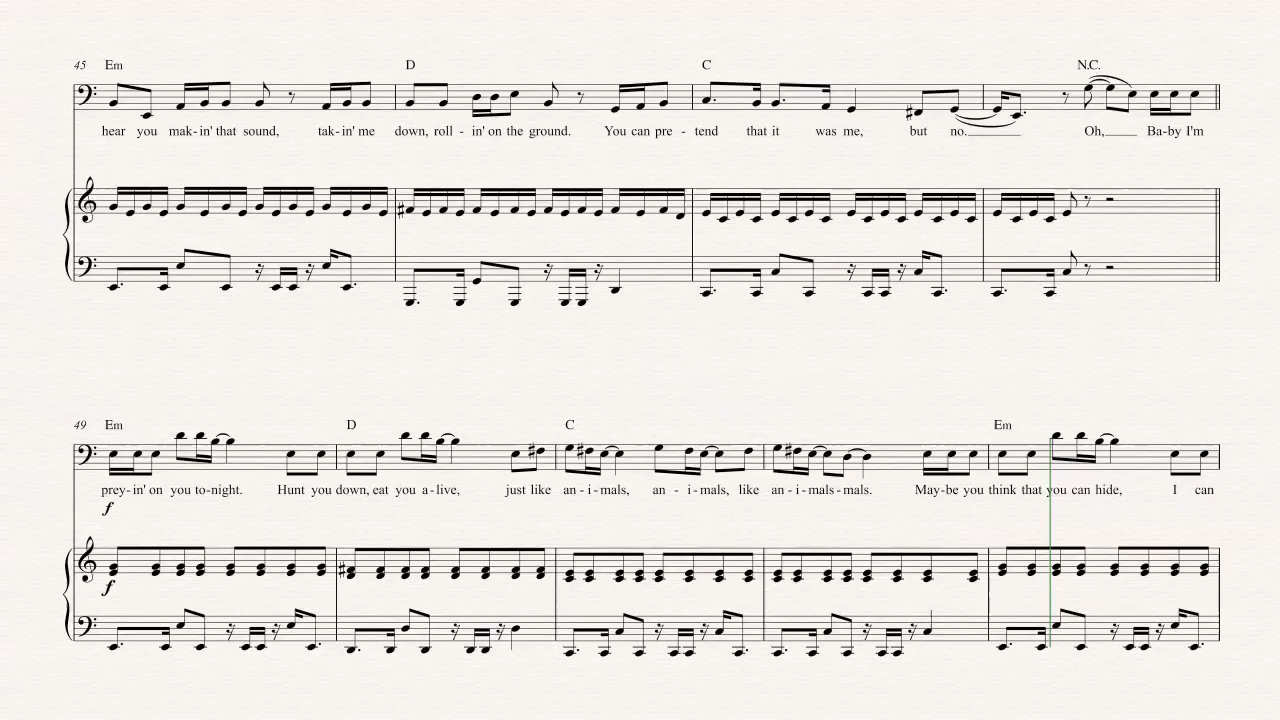 45 Em D C N.C.
hear you mak-in' that sound, tak-in' me down, roll - in' on the ground. You can pre - tend that it was me, but no. Oh, Ba-by I'm
49 Em D C Em
prey-in' on you to-night. Hunt you down, eat you a-live, just like an-i-mals, an - i-mals, like an-i-mals-mals. May-be you think that you can hide, I can
f
f